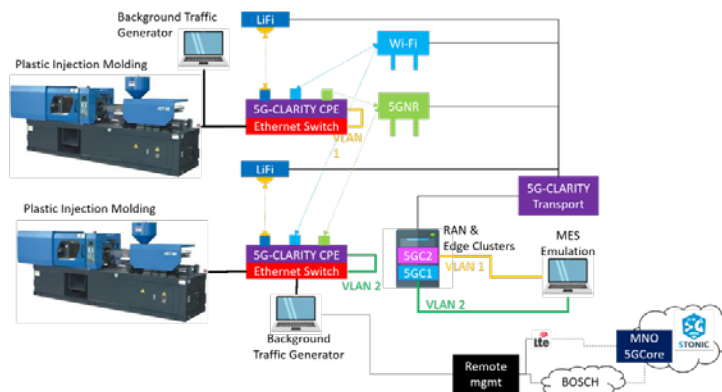 Background Traffic
Generator
LiFi
Wi-Fi
Plastic Injection Molding
5GNR
5G-CLARITY CPE
Ethernet Switch
VLAN
1
LiFi
5G-CLARITY
Transport
Plastic Injection Molding
RAN &
Edge Clusters
MES
Emulation
5G-CLARITY CPE
Ethernet Switch
5GC2
5GC1
VLAN 1
VLAN 2
VLAN 2
Background
Traffic Generator
Lte
MNO
5GCore
5TONIC
Remote
mgmt
BOSCH